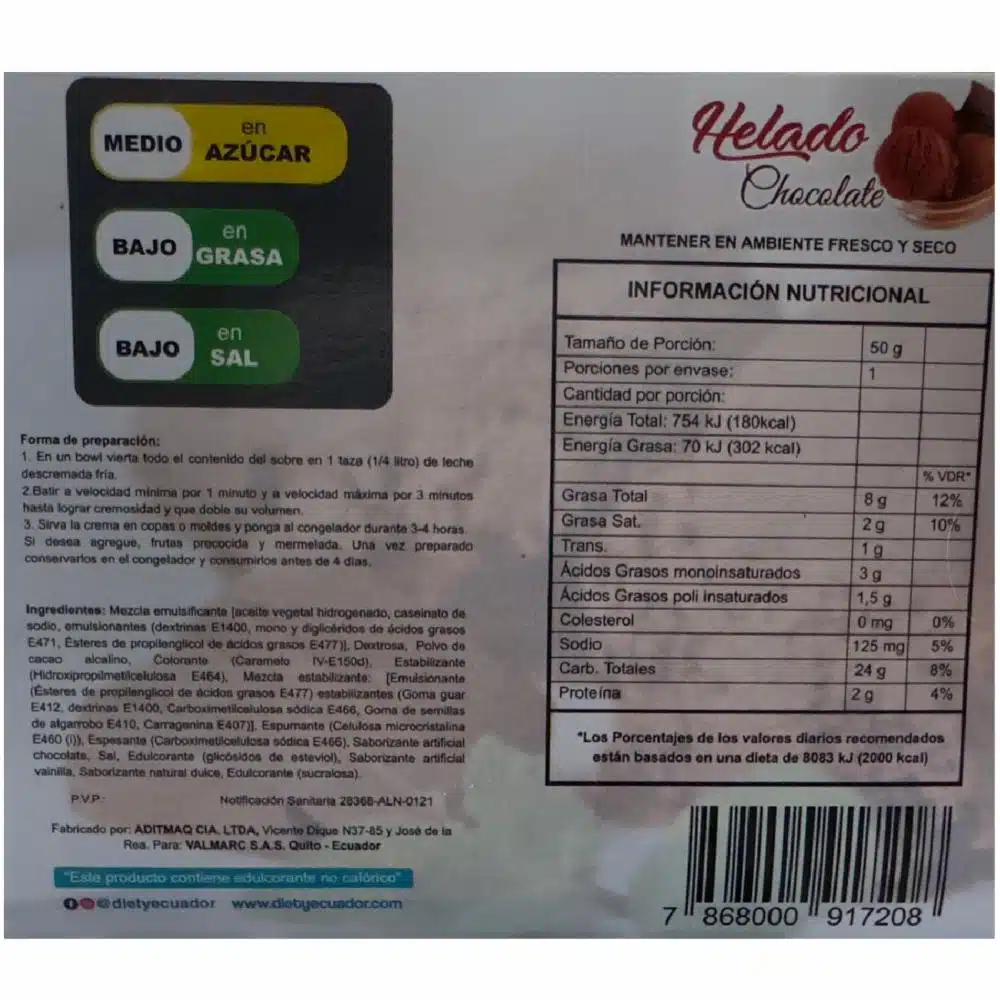 MEDIO en AZÚCAR
BAJO en GRASA
BAJO en SAL
Forma de preparación:
1. En un bowl vierta todo el contenido del sobre en 1 taza (1/4 litro) de leche
descremada fria.
2.Batir a velocidad mínima por 1 minuto y a velocidad máxima por 3 minutos
hasta lograr cremosidad y que doble su volumen.
3. Sirva la crema en copas o moldes y ponga al congelador durante 3-4 horas.
Si desea agregue, frutas precocida y mermelada. Una vez preparado
conservarlos en el congelador y consumirlos antes de 4 días.
Ingredientes: Mezcla emulsificante [aceite vegetal hidrogenado, caseinato de
sodio, emulsionantes (dextrinas E1400, mono y diglicéridos de ácidos grasos
E471, Ésteres de propilenglicol de ácidos grasos E477)]. Dextrosa, Polvo de
cacao alcalino, Colorante (Caramelo IV-E150d), Estabilizante
(Hidroxipropilmetilcelulosa E464), Mezcla estabilizante: [Emulsionante
(Ésteres de propilenglicol de ácidos grasos E477) estabilizantes (Goma guar
E412, dextrinas E1400, Carboximetilcelulosa sódica E466, Goma de semillas
de algarrobo E410, Carragenina E407)], Espumante (Celulosa microcristalina
E460 (i)), Espesante (Carboximetilcelulosa sódica E466), Saborizante artificial
chocolate, Sal, Edulcorante (glicósidos de esteviol), Saborizante artificial
vainilla, Saborizante natural dulce, Edulcorante (sucralosa).
P.V.P: Notificación Sanitaria 28368-ALN-0121
Fabricado por: ADITMAQ CIA. LTDA, Vicente Dique N37-85 y José de la
Rea. Para: VALMARC S.A.S. Quito - Ecuador
"Este producto contiene edulcorante no calórico"
@dietyecuador www.dietyecuador.com
Helado
Chocolate
MANTENER EN AMBIENTE FRESCO Y SECO
INFORMACIÓN NUTRICIONAL
Tamaño de Porción: 50 g
Porciones por envase: 1
Cantidad por porción:
Energía Total: 754 kJ (180kcal)
Energía Grasa: 70 kJ (302 kcal)
% VDR*
Grasa Total 8 g 12%
Grasa Sat. 2 g 10%
Trans. 1 g
Ácidos Grasos monoinsaturados 3 g
Ácidos Grasos poli insaturados 1,5 g
Colesterol 0 mg 0%
Sodio 125 mg 5%
Carb. Totales 24 g 8%
Proteína 2 g 4%
*Los Porcentajes de los valores diarios recomendados
están basados en una dieta de 8083 kJ (2000 kcal)
7 868000 917208